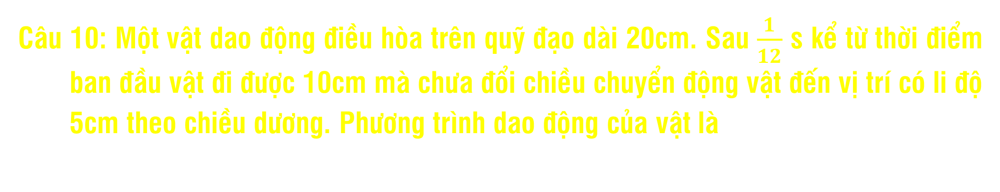 Câu 10: Một vật dao động điều hòa trên quỹ đạo dài 20cm. Sau 1/12 s kể từ thời điểm
ban đầu vật đi được 10cm mà chưa đổi chiều chuyển động vật đến vị trí có li độ
5cm theo chiều dương. Phương trình dao động của vật là